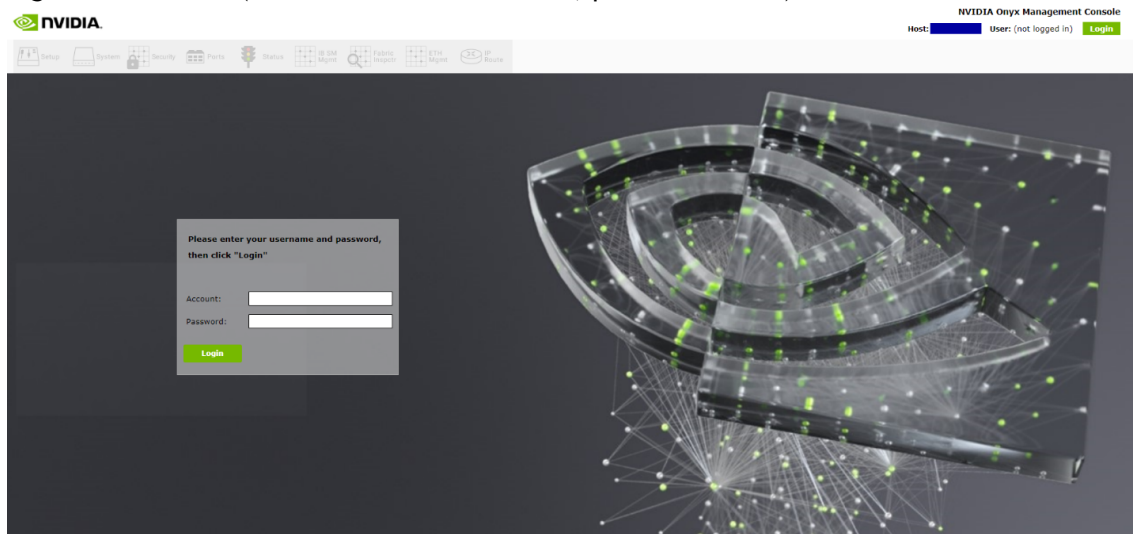 NVIDIA Onyx Management Console
NVIDIA.
Host: User: (not logged in) Login
Setup System Security Ports Status IB SM Mgmt Fabric Inspctr ETH Mgmt IP Route
Please enter your username and password,
then click "Login"
Account:
Password:
Login